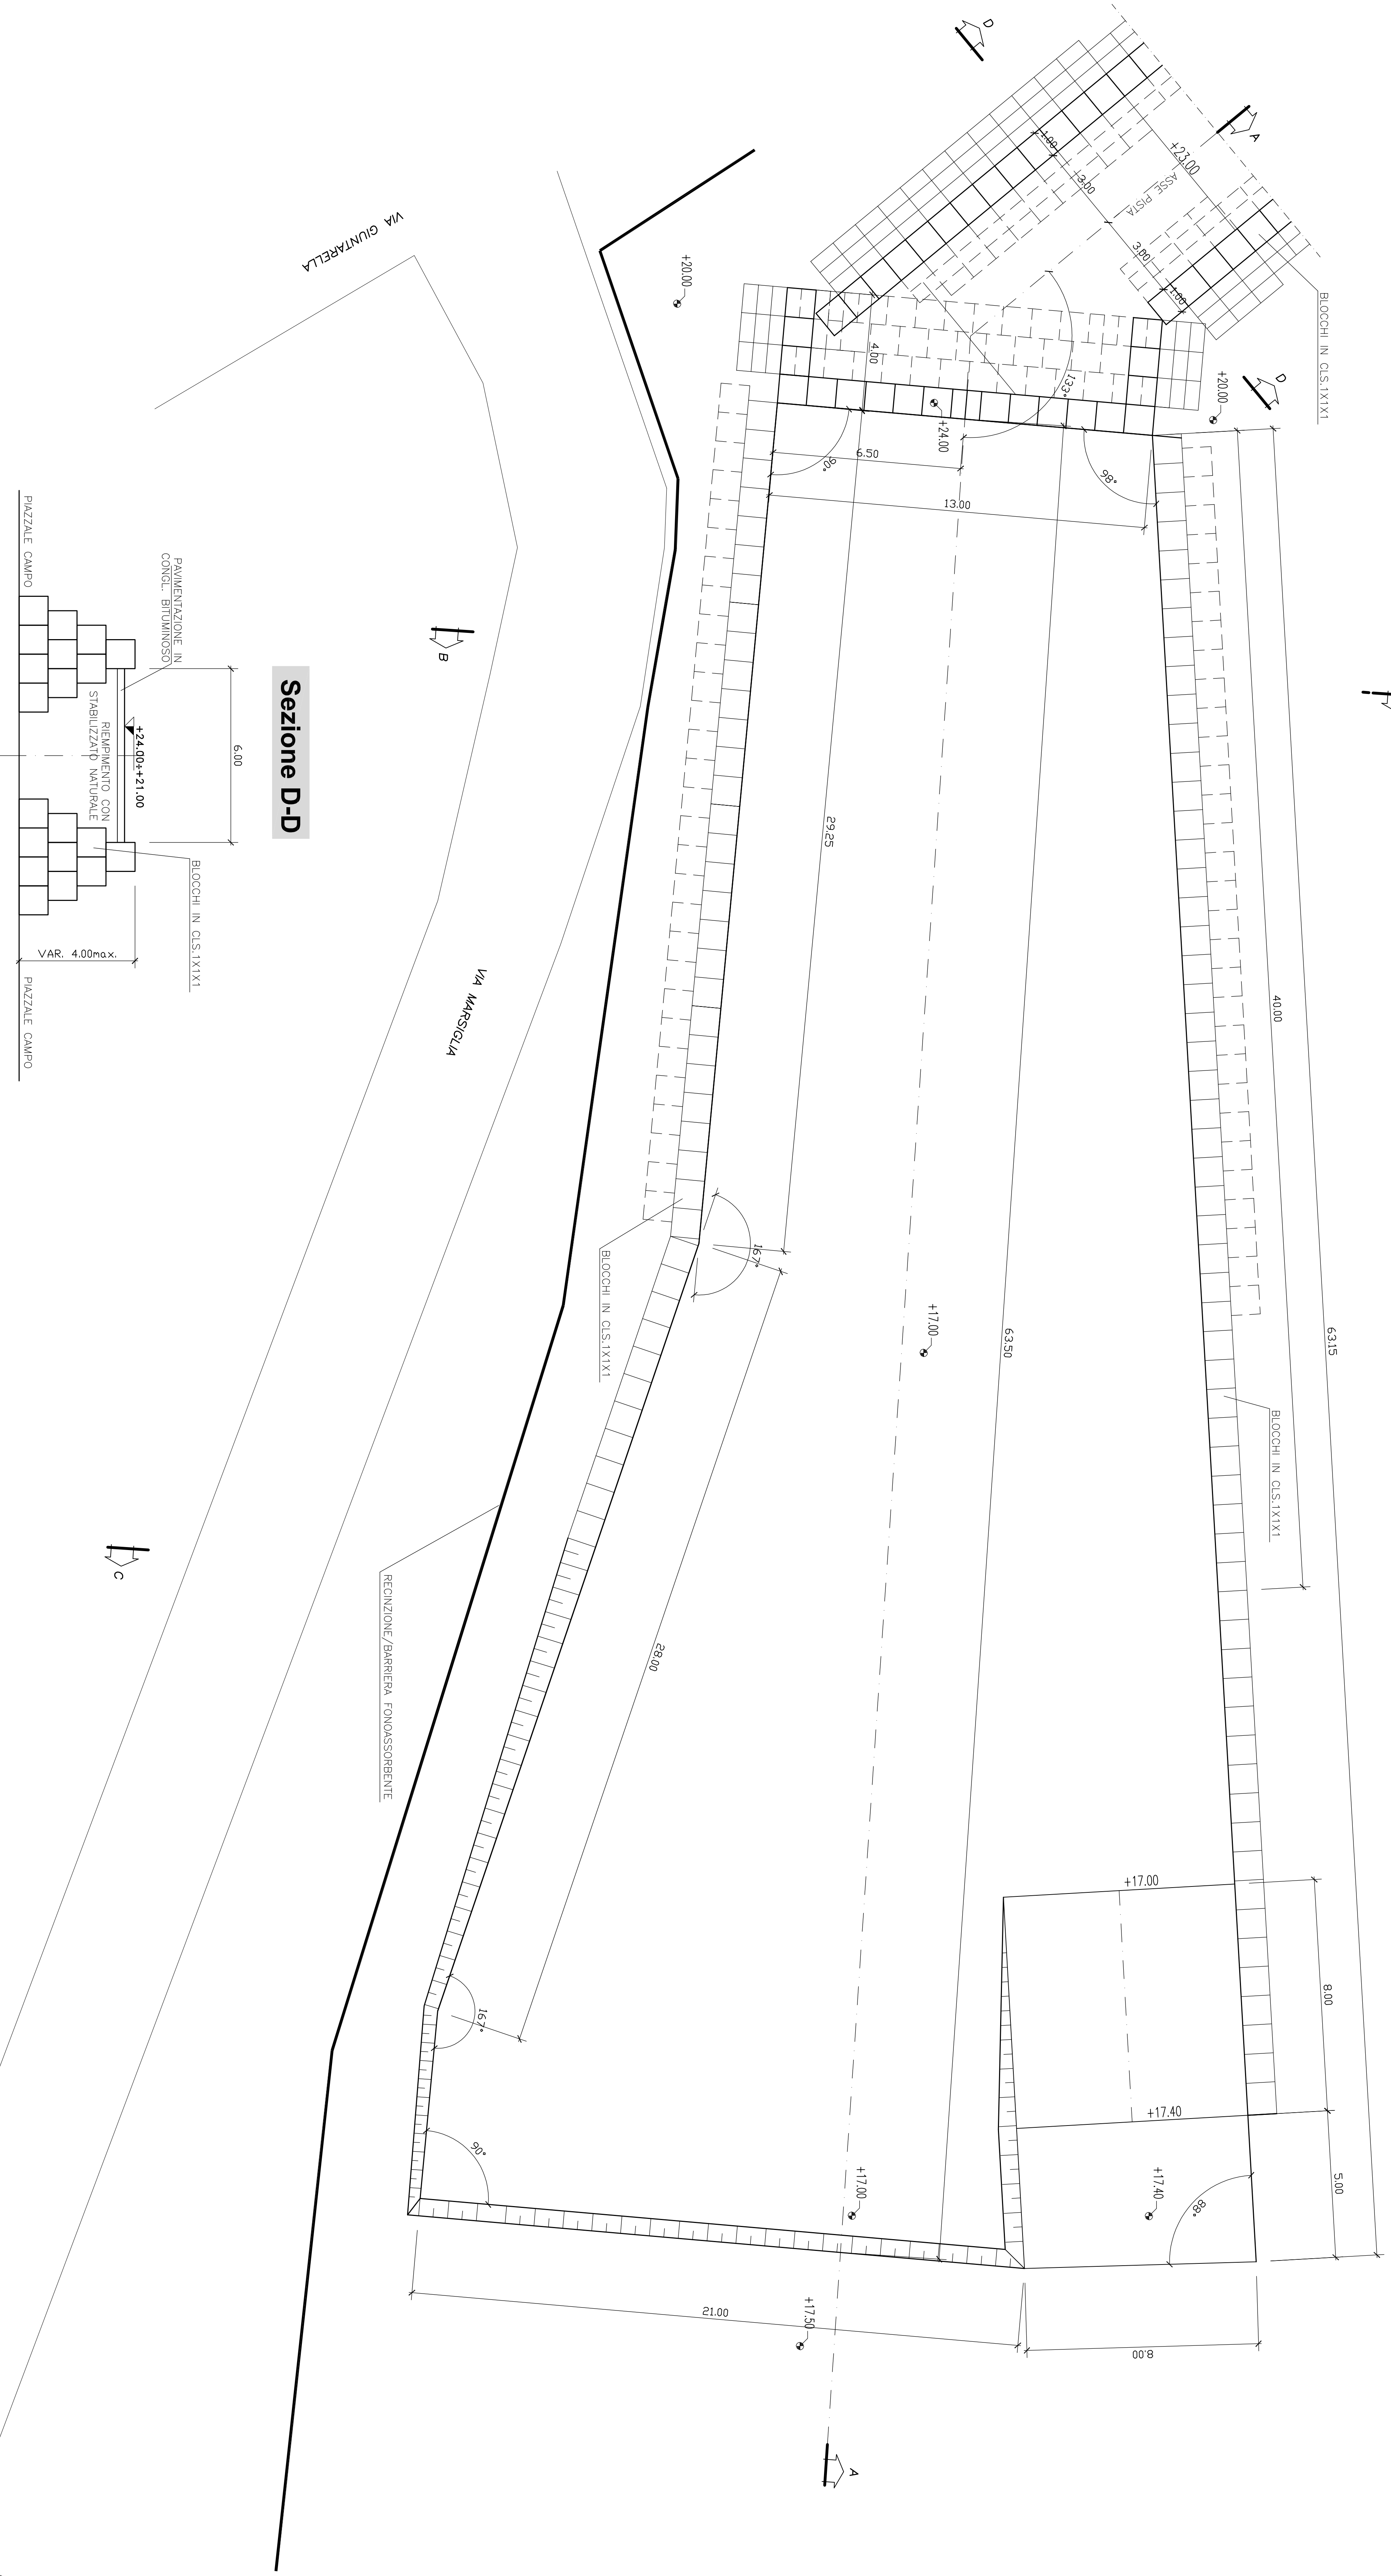 D
A
+23.00
ASSE PISTA
1.00
3.00
3.00
1.00
BLOCCHI IN CLS.1X1X1
VIA GIUNTARELLA
+20.00
4.00
133°
D
+20.00
+24.00
6.50
90°
98°
13.00
B
40.00
29.25
63.50
63.15
+17.00
167°
BLOCCHI IN CLS.1X1X1
BLOCCHI IN CLS.1X1X1
VIA MARSIGLIA
C
RECINZIONE/BARRIERA FONOASSORBENTE
28.00
+17.00
8.00
+17.40
5.00
167°
90°
+17.00
+17.40
88°
21.00
+17.50
8.00
A
Sezione D-D
6.00
PAVIMENTAZIONE IN
CONGL. BITUMINOSO
+24.00÷+21.00
RIEMPIMENTO CON
STABILIZZATO NATURALE
BLOCCHI IN CLS.1X1X1
VAR. 4.00max.
PIAZZALE CAMPO
PIAZZALE CAMPO